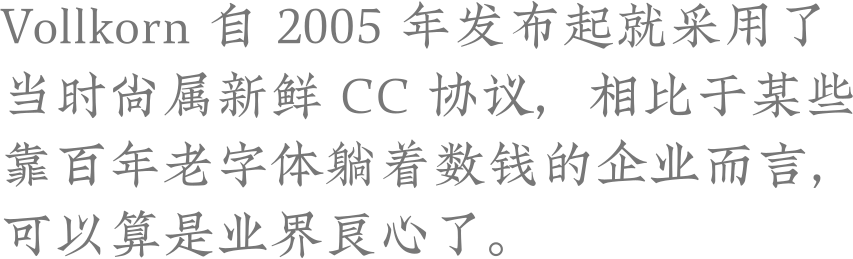 Vollkorn 自 2005 年发布起就采用了
当时尚属新鲜 CC 协议，相比于某些
靠百年老字体躺着数钱的企业而言，
可以算是业界良心了。